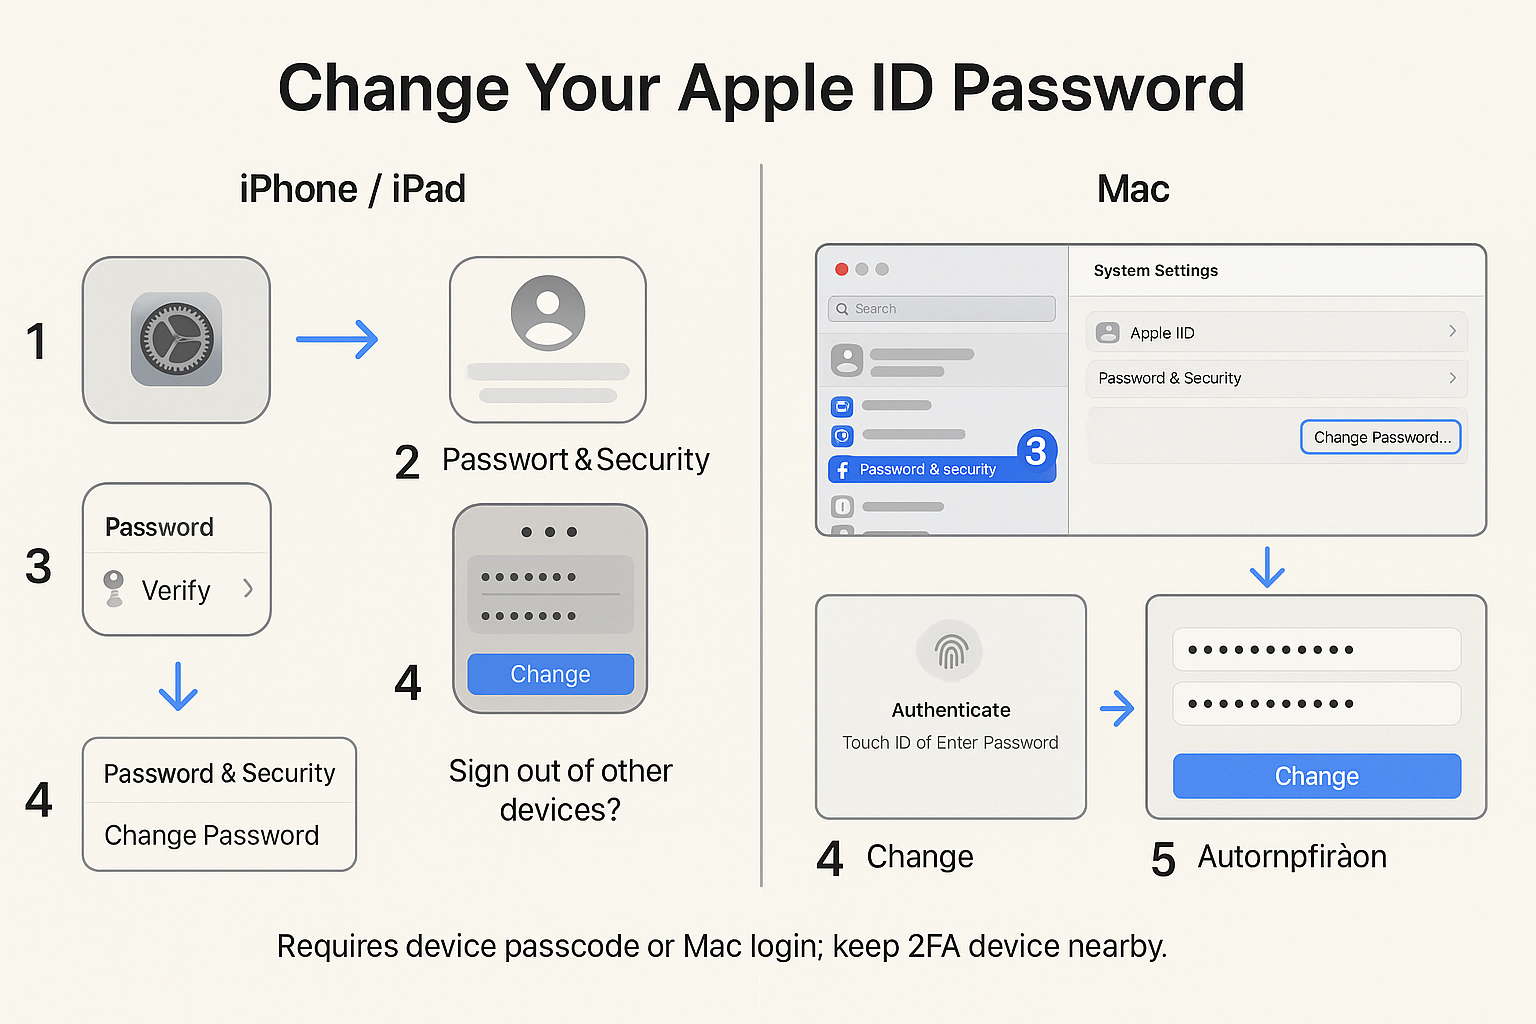 Change Your Apple ID Password
iPhone / iPad
1
2 Passwort & Security
3
Password
Verify
4
Change
4
Password & Security
Change Password
Sign out of other
devices?
Mac
Search
Password & security
3
System Settings
Apple IID
Password & Security
Change Password...
Authenticate
Touch ID of Enter Password
4 Change
Change
5 Autornpfiràon
Requires device passcode or Mac login; keep 2FA device nearby.